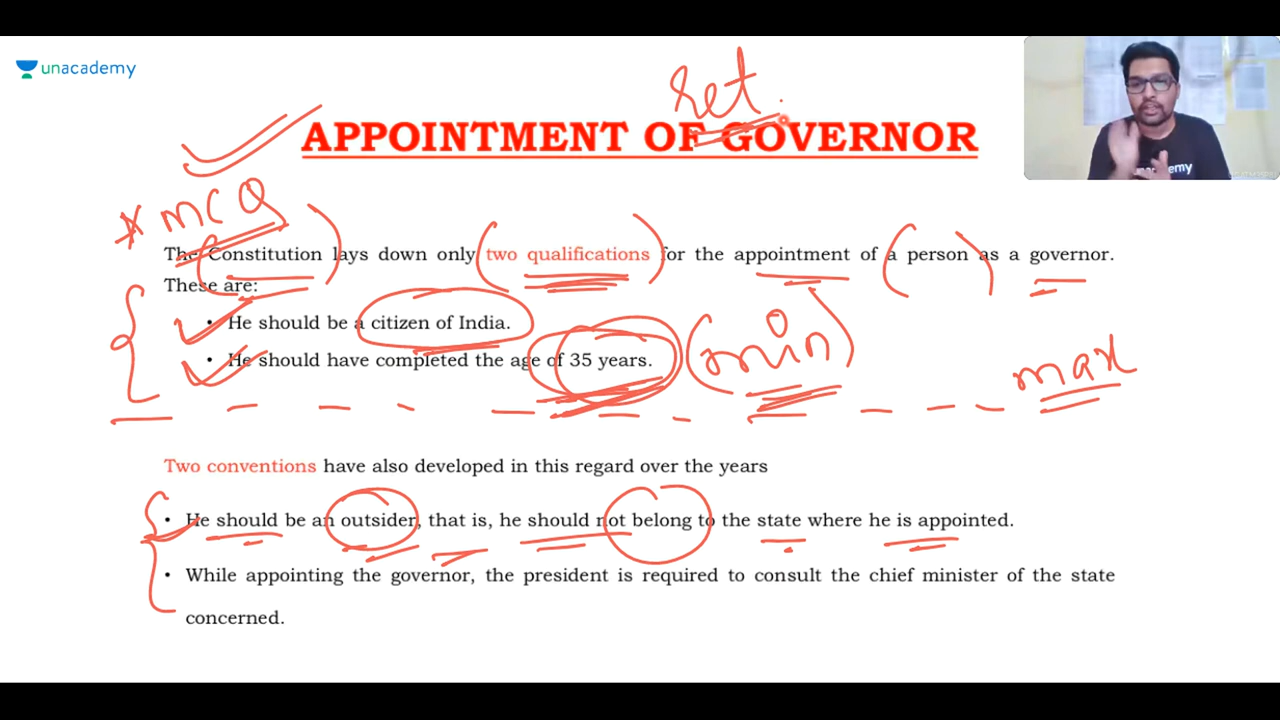 unacademy
ret
APPOINTMENT OF GOVERNOR
* MCQ
The Constitution lays down only two qualifications for the appointment of a person as a governor.
These are:
• He should be a citizen of India.
• He should have completed the age of 35 years. (min)
max
Two conventions have also developed in this regard over the years
• He should be an outsider, that is, he should not belong to the state where he is appointed.
• While appointing the governor, the president is required to consult the chief minister of the state
concerned.